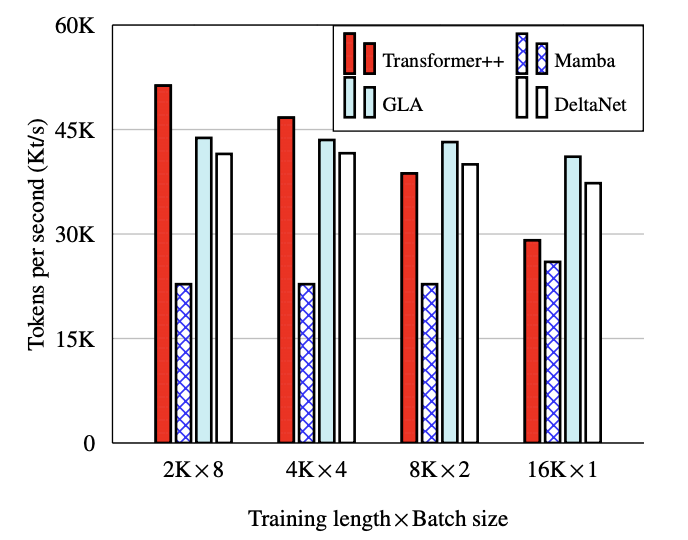 60K
45K
30K
15K
0
Tokens per second (Kt/s)
Transformer++
Mamba
GLA
DeltaNet
2K×8
4K×4
8K×2
16K×1
Training length×Batch size